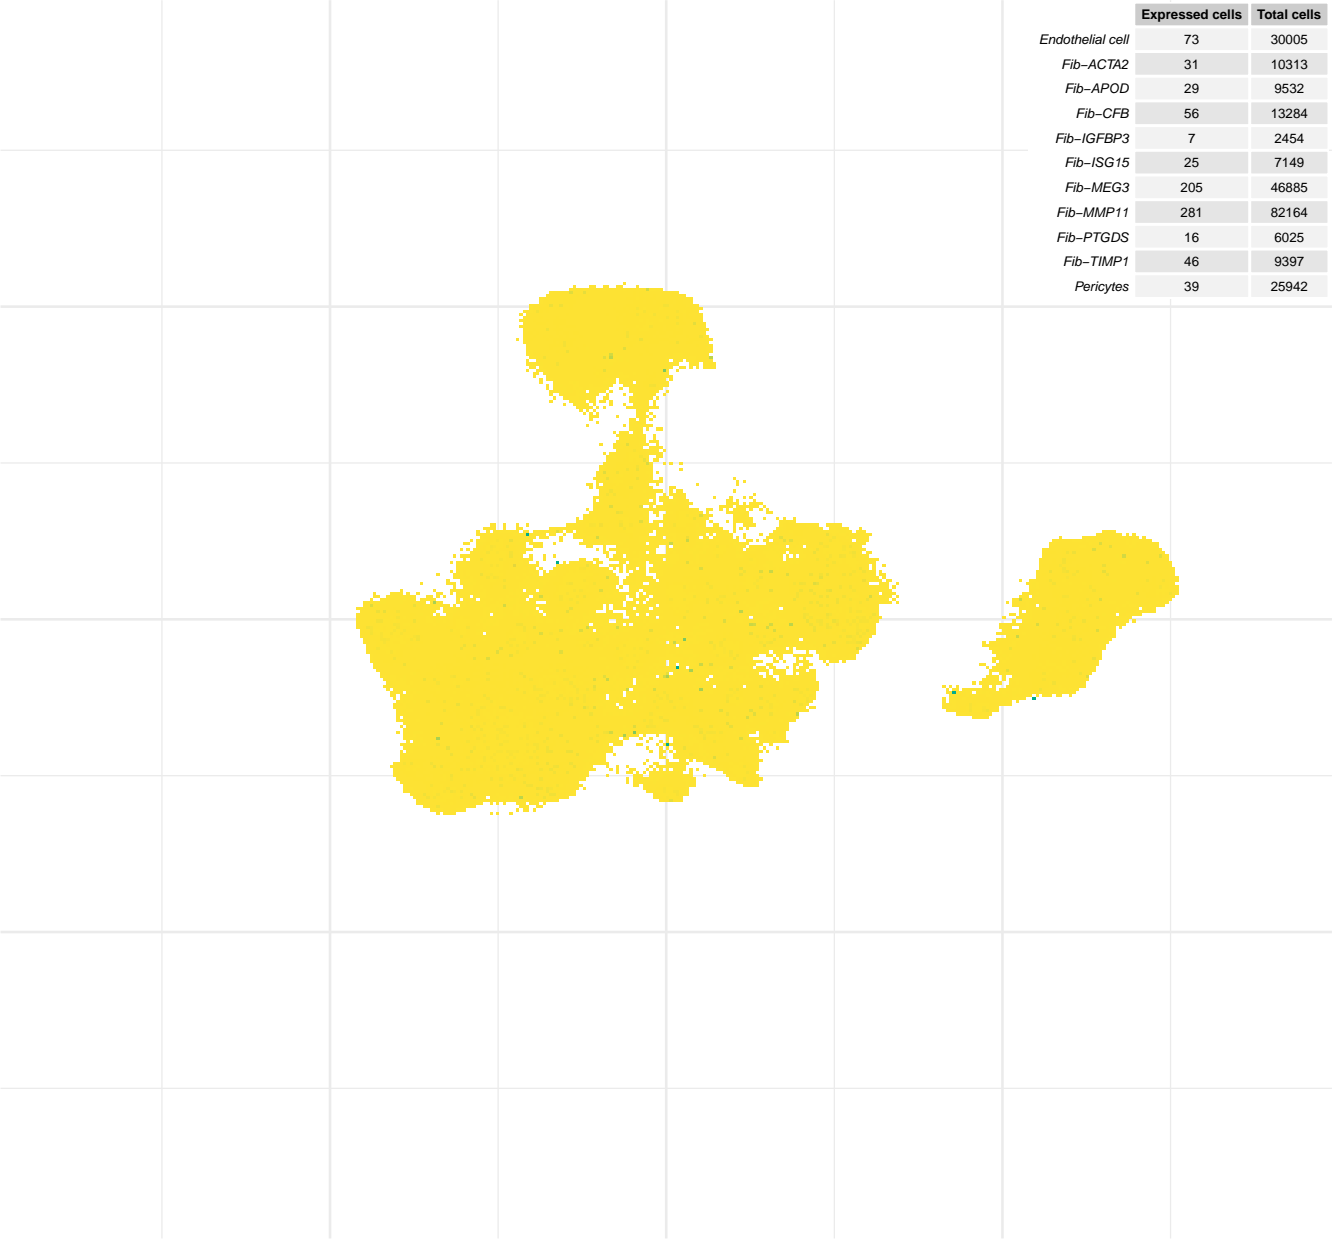 Expressed cells Total cells
Endothelial cell 73 30005
Fib−ACTA2 31 10313
Fib−APOD 29 9532
Fib−CFB 56 13284
Fib−IGFBP3 7 2454
Fib−ISG15 25 7149
Fib−MEG3 205 46885
Fib−MMP11 281 82164
Fib−PTGDS 16 6025
Fib−TIMP1 46 9397
Pericytes 39 25942